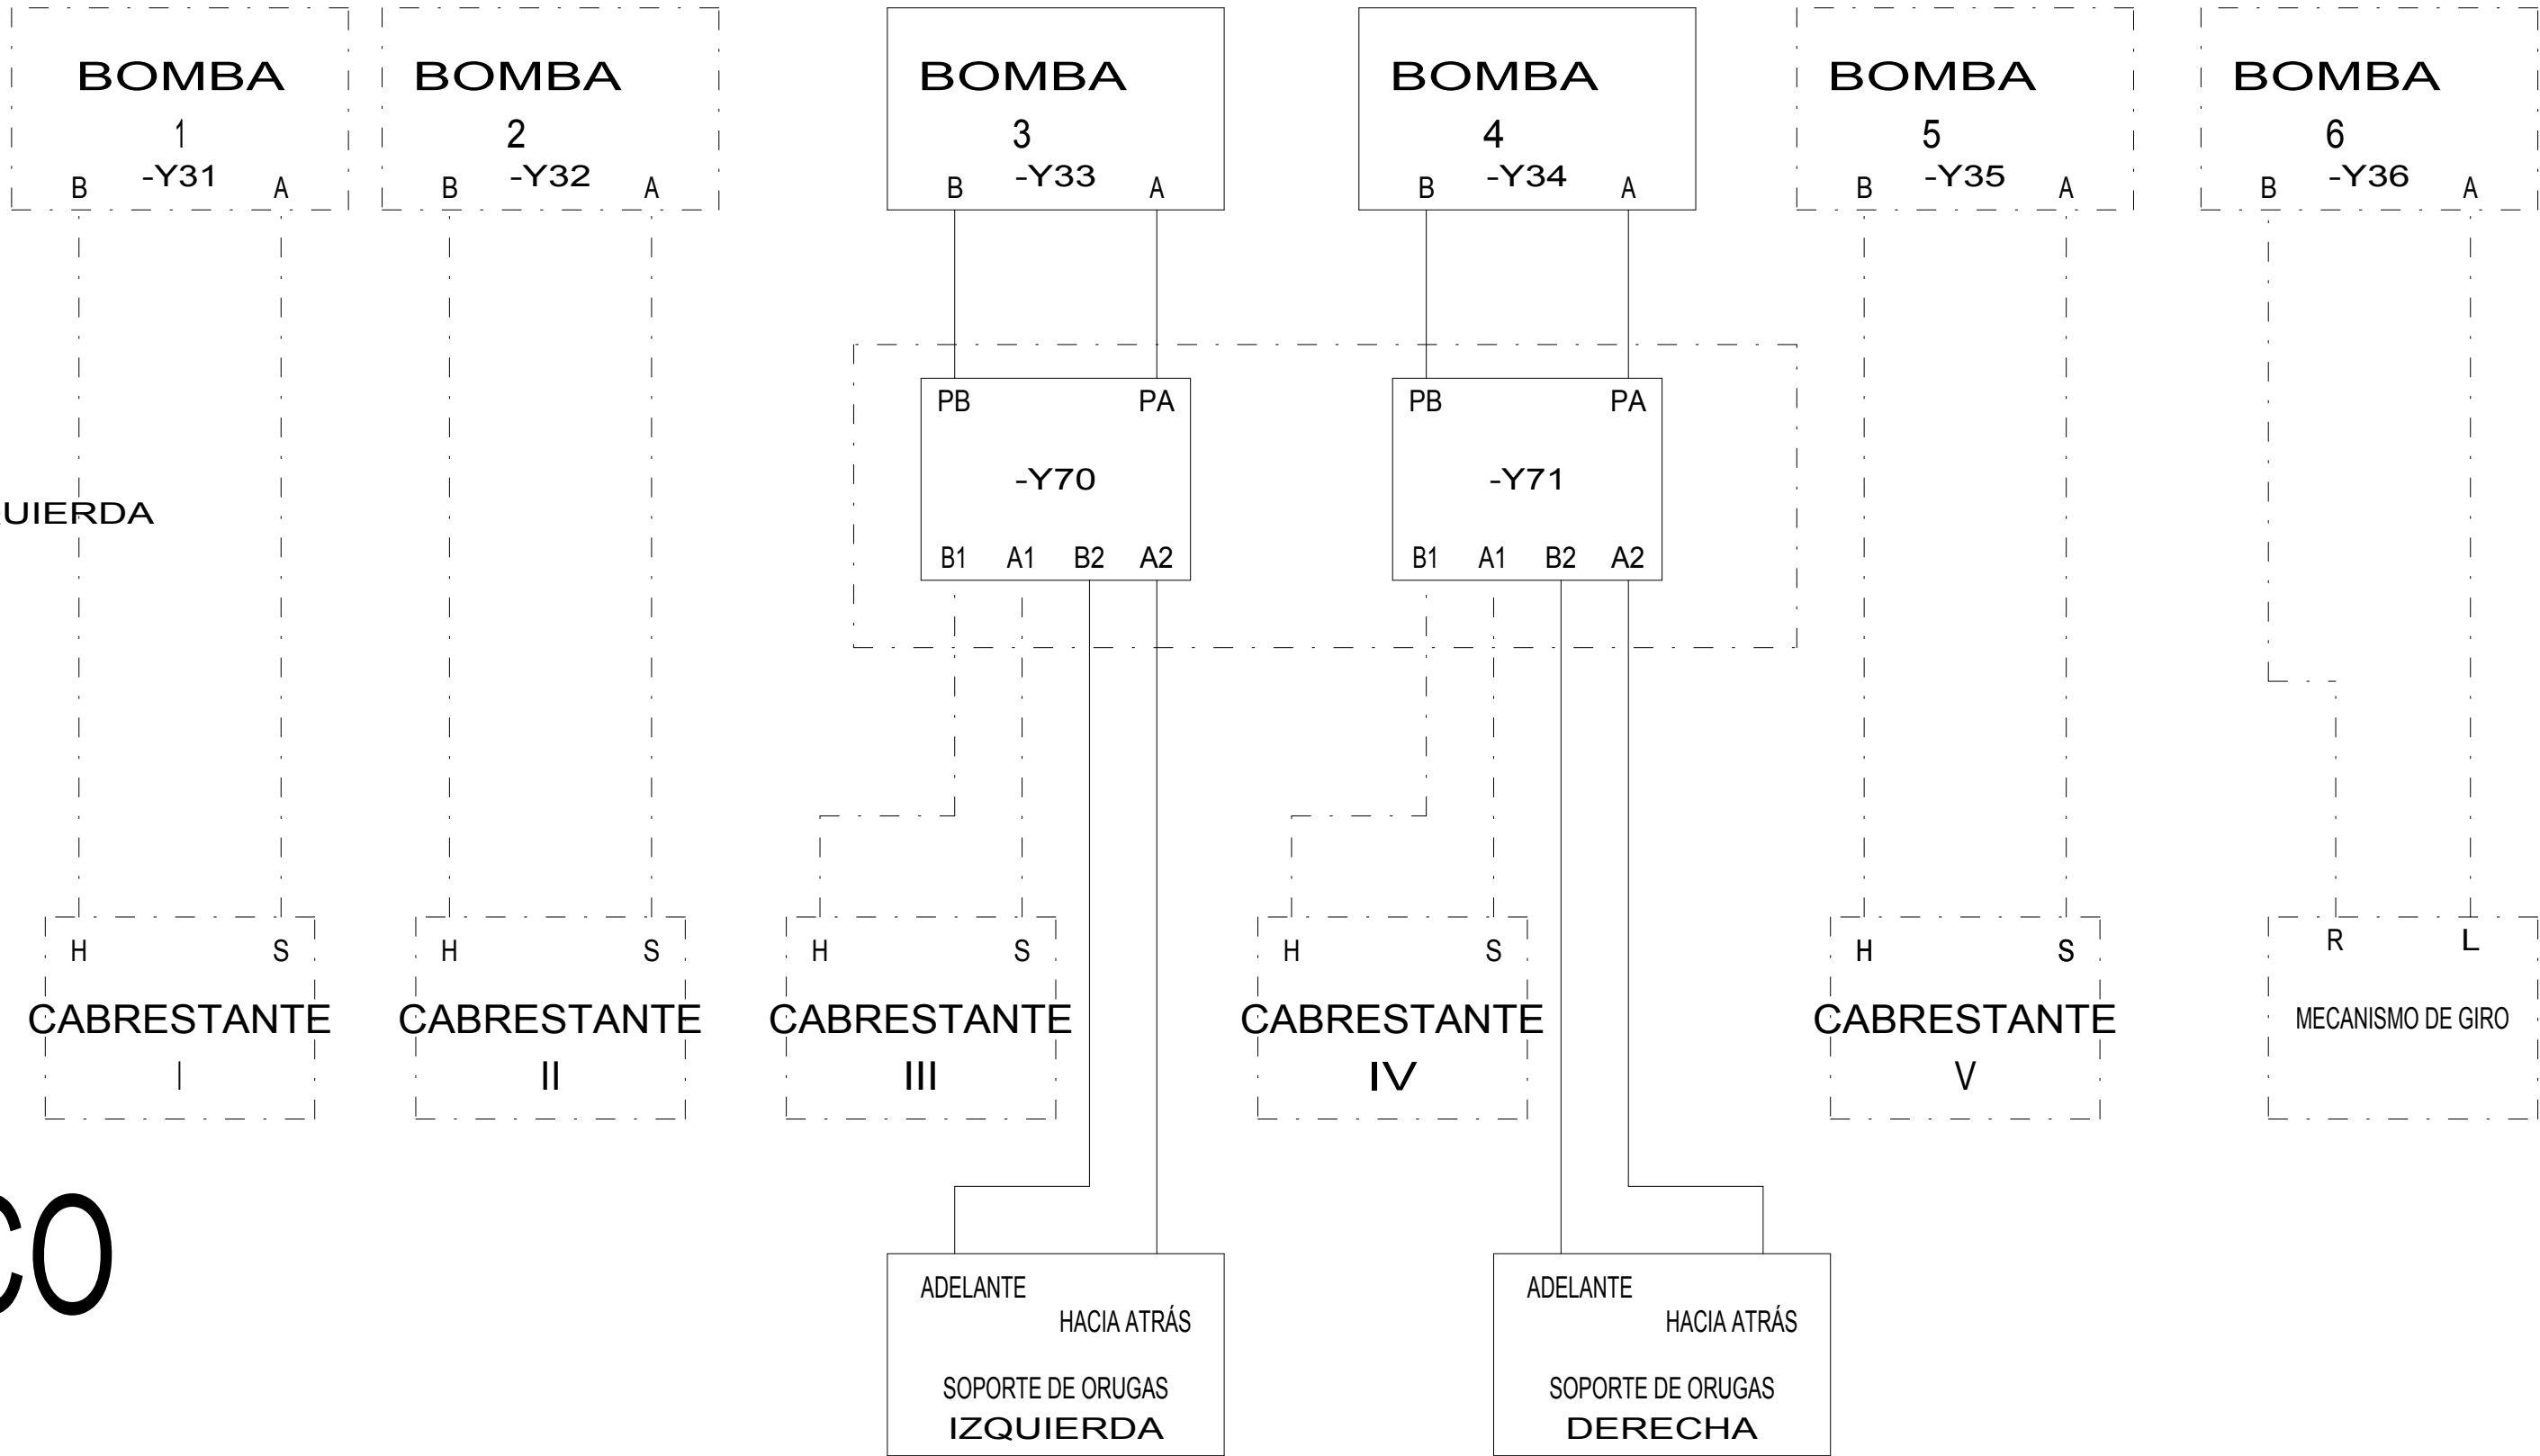 BOMBA
1
-Y31
B A
BOMBA
2
-Y32
B A
BOMBA
3
-Y33
B A
BOMBA
4
-Y34
B A
BOMBA
5
-Y35
B A
BOMBA
6
-Y36
B A
PB PA
-Y70
B1 A1 B2 A2
PB PA
-Y71
B1 A1 B2 A2
UIERDA
H S
CABRESTANTE
I
H S
CABRESTANTE
II
H S
CABRESTANTE
III
H S
CABRESTANTE
IV
H S
CABRESTANTE
V
R L
MECANISMO DE GIRO
CO
ADELANTE
HACIA ATRÁS
SOPORTE DE ORUGAS
IZQUIERDA
ADELANTE
HACIA ATRÁS
SOPORTE DE ORUGAS
DERECHA